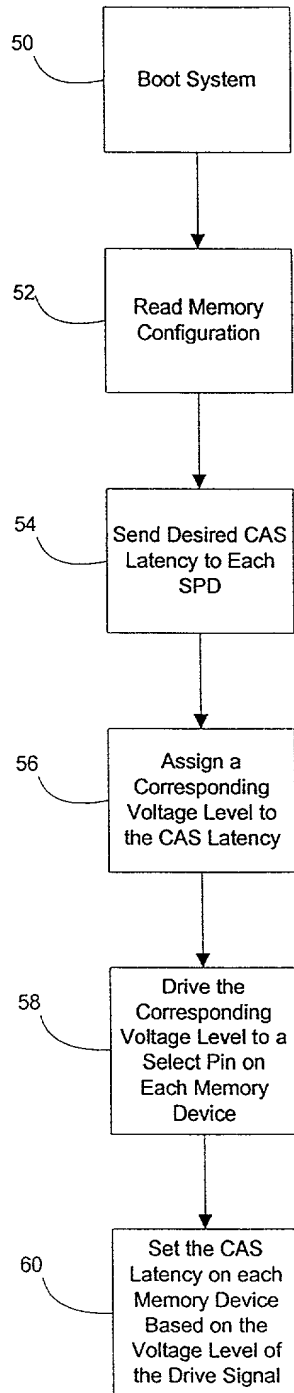 50
Boot System
52
Read Memory
Configuration
54
Send Desired CAS
Latency to Each
SPD
56
Assign a
Corresponding
Voltage Level to
the CAS Latency
58
Drive the
Corresponding
Voltage Level to a
Select Pin on
Each Memory
Device
60
Set the CAS
Latency on each
Memory Device
Based on the
Voltage Level of
the Drive Signal